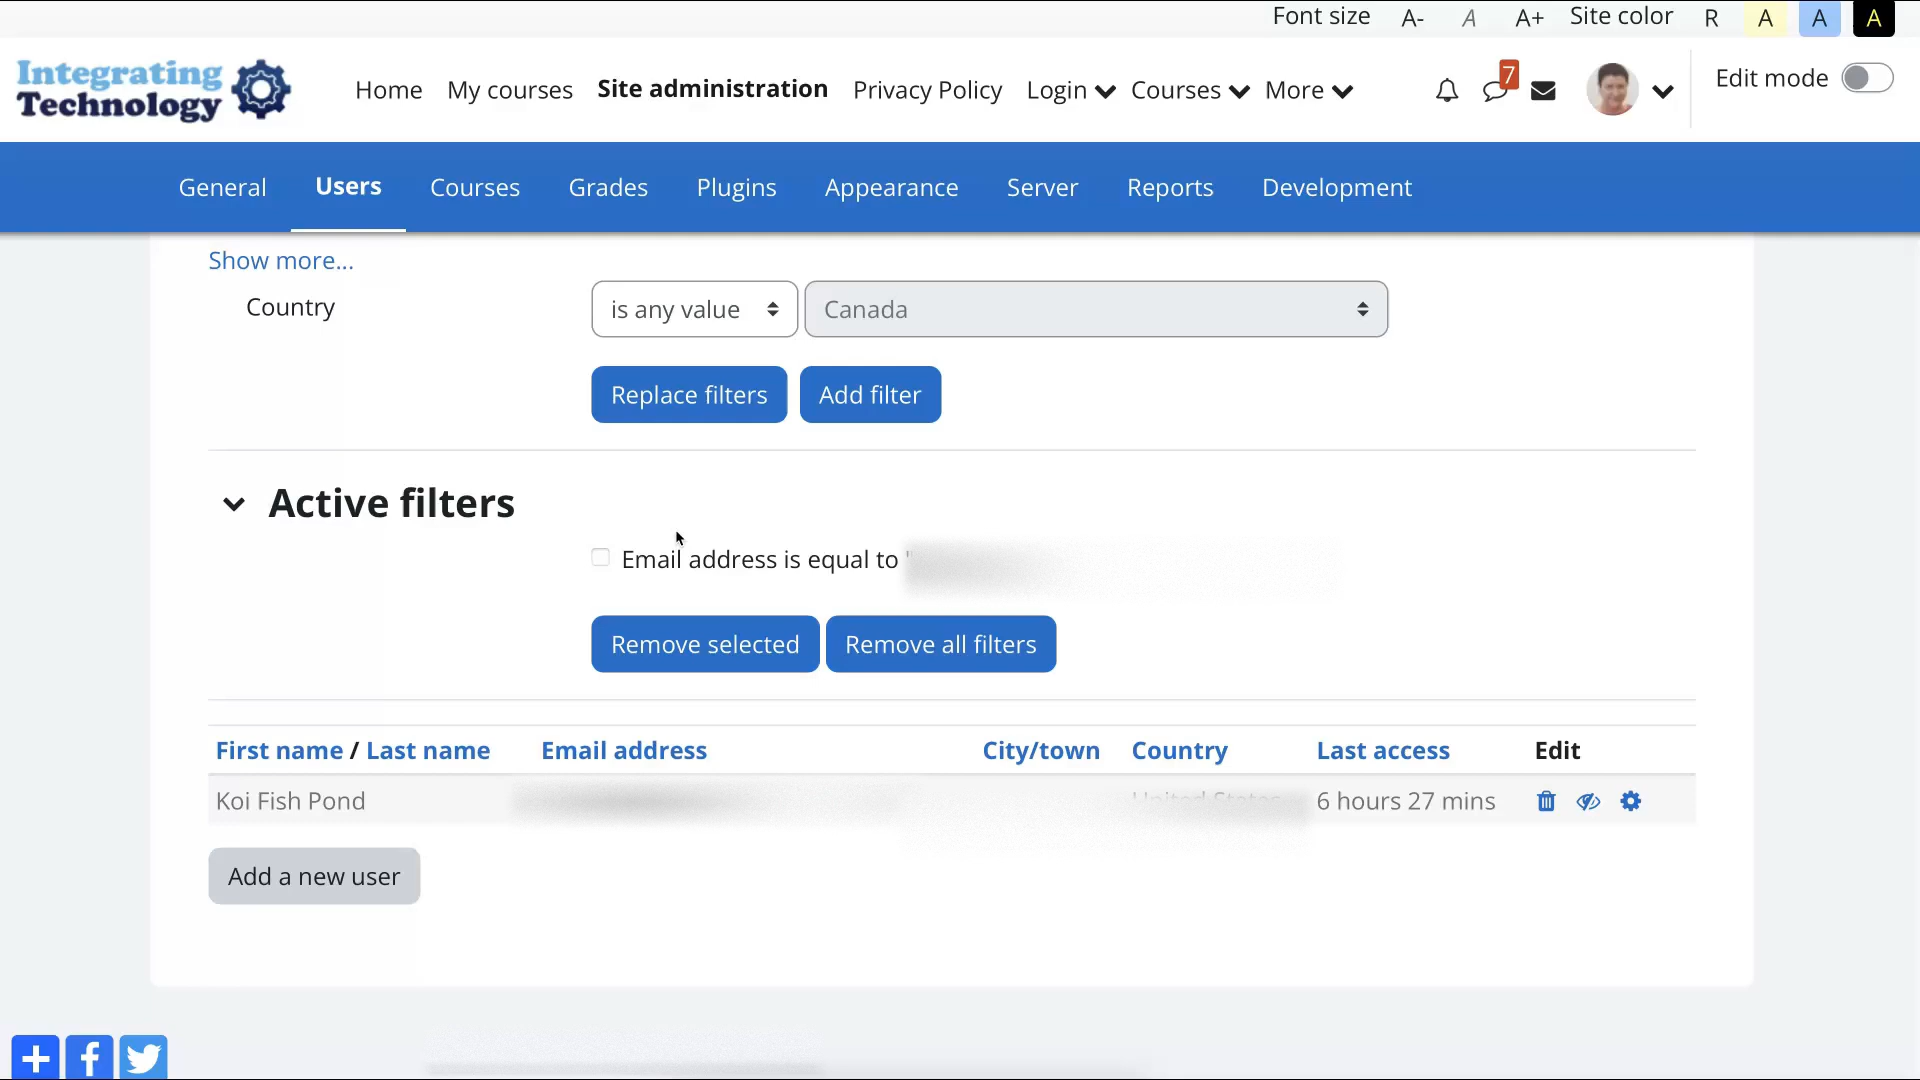 Font size A- A A+ Site color R A A A
Integrating
Technology
Home My courses Site administration Privacy Policy Login Courses More 7 Edit mode
General Users Courses Grades Plugins Appearance Server Reports Development
Show more...
Country is any value Canada
Replace filters Add filter
Active filters
Email address is equal to "
Remove selected Remove all filters
First name / Last name Email address City/town Country Last access Edit
Koi Fish Pond United States 6 hours 27 mins
Add a new user